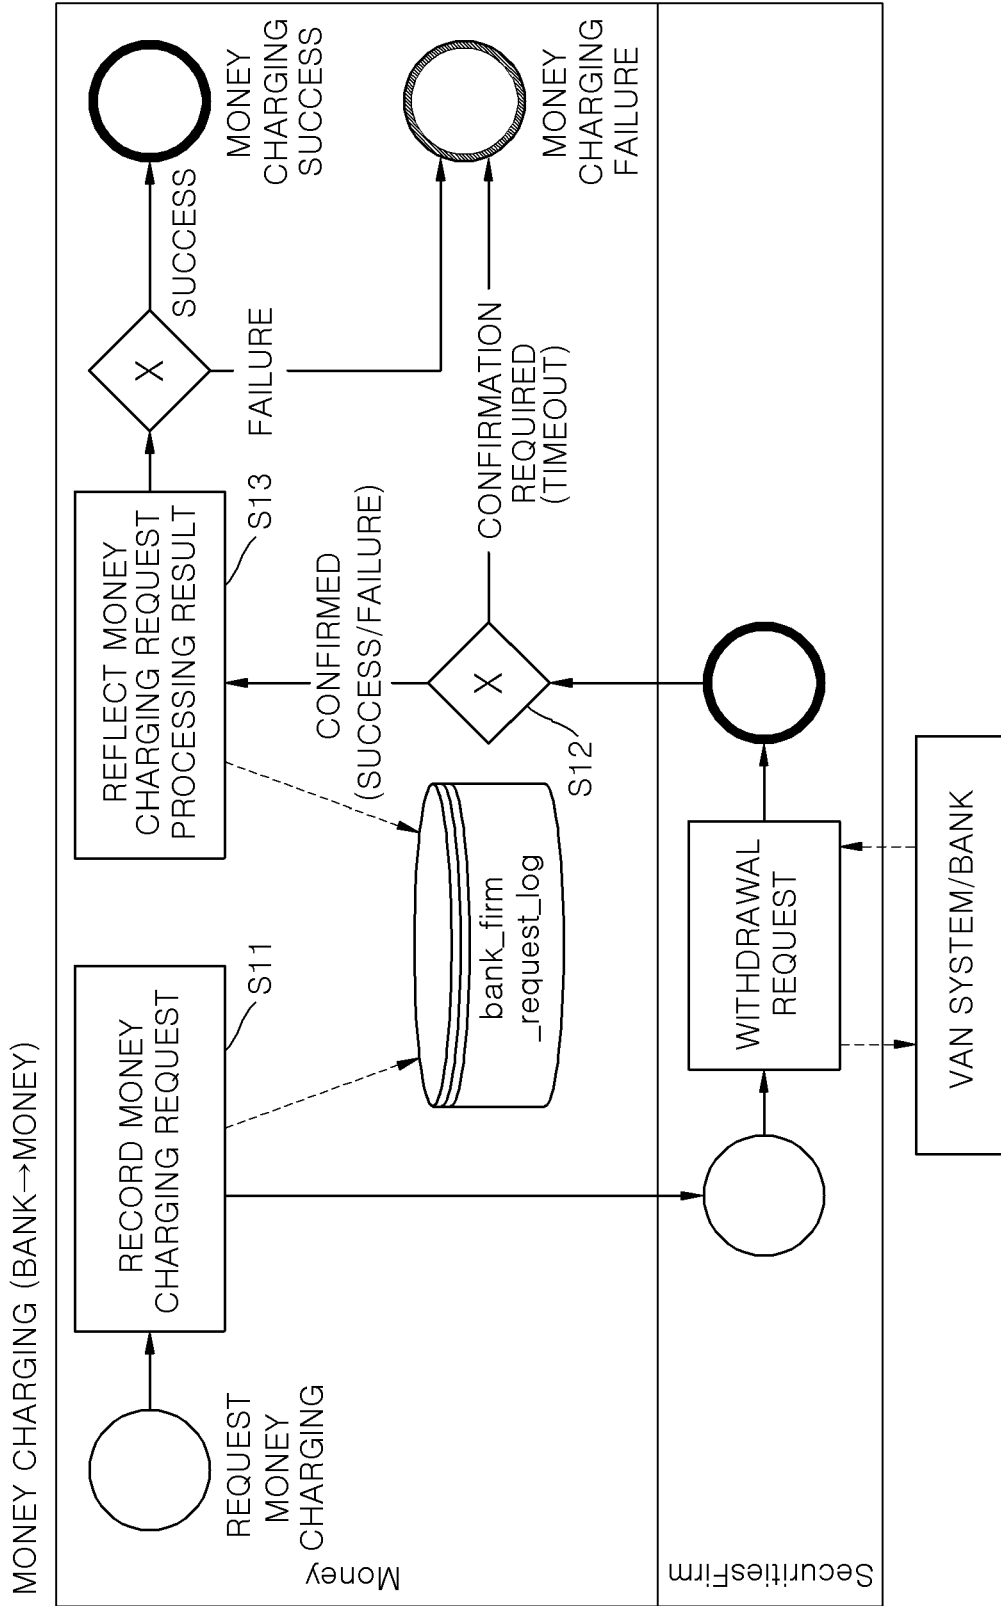 MONEY CHARGING (BANK→MONEY)
Money
REQUEST
MONEY
CHARGING
RECORD MONEY
CHARGING REQUEST
S11
REFLECT MONEY
CHARGING REQUEST
PROCESSING RESULT
S13
X
SUCCESS
MONEY
CHARGING
SUCCESS
FAILURE
bank_firm
_request_log
CONFIRMED
(SUCCESS/FAILURE)
X
S12
CONFIRMATION
REQUIRED
(TIMEOUT)
MONEY
CHARGING
FAILURE
SecuritiesFirm
WITHDRAWAL
REQUEST
VAN SYSTEM/BANK